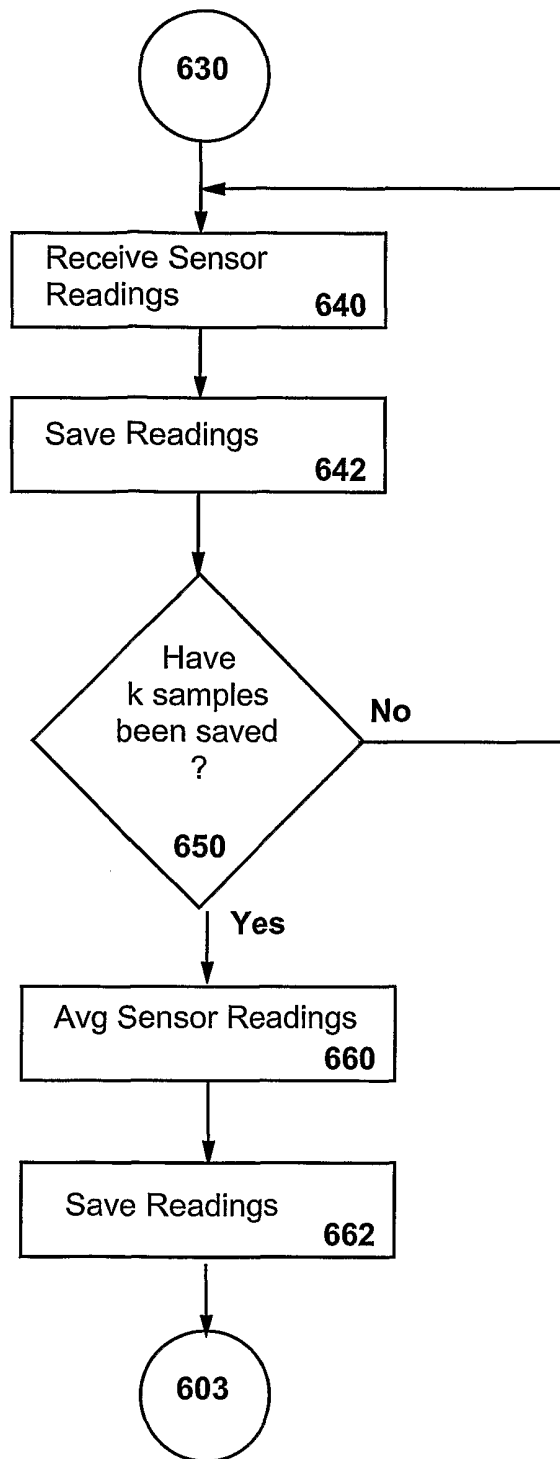 630
Receive Sensor
Readings
640
Save Readings
642
Have
k samples
been saved
?
650
No
Yes
Avg Sensor Readings
660
Save Readings
662
603